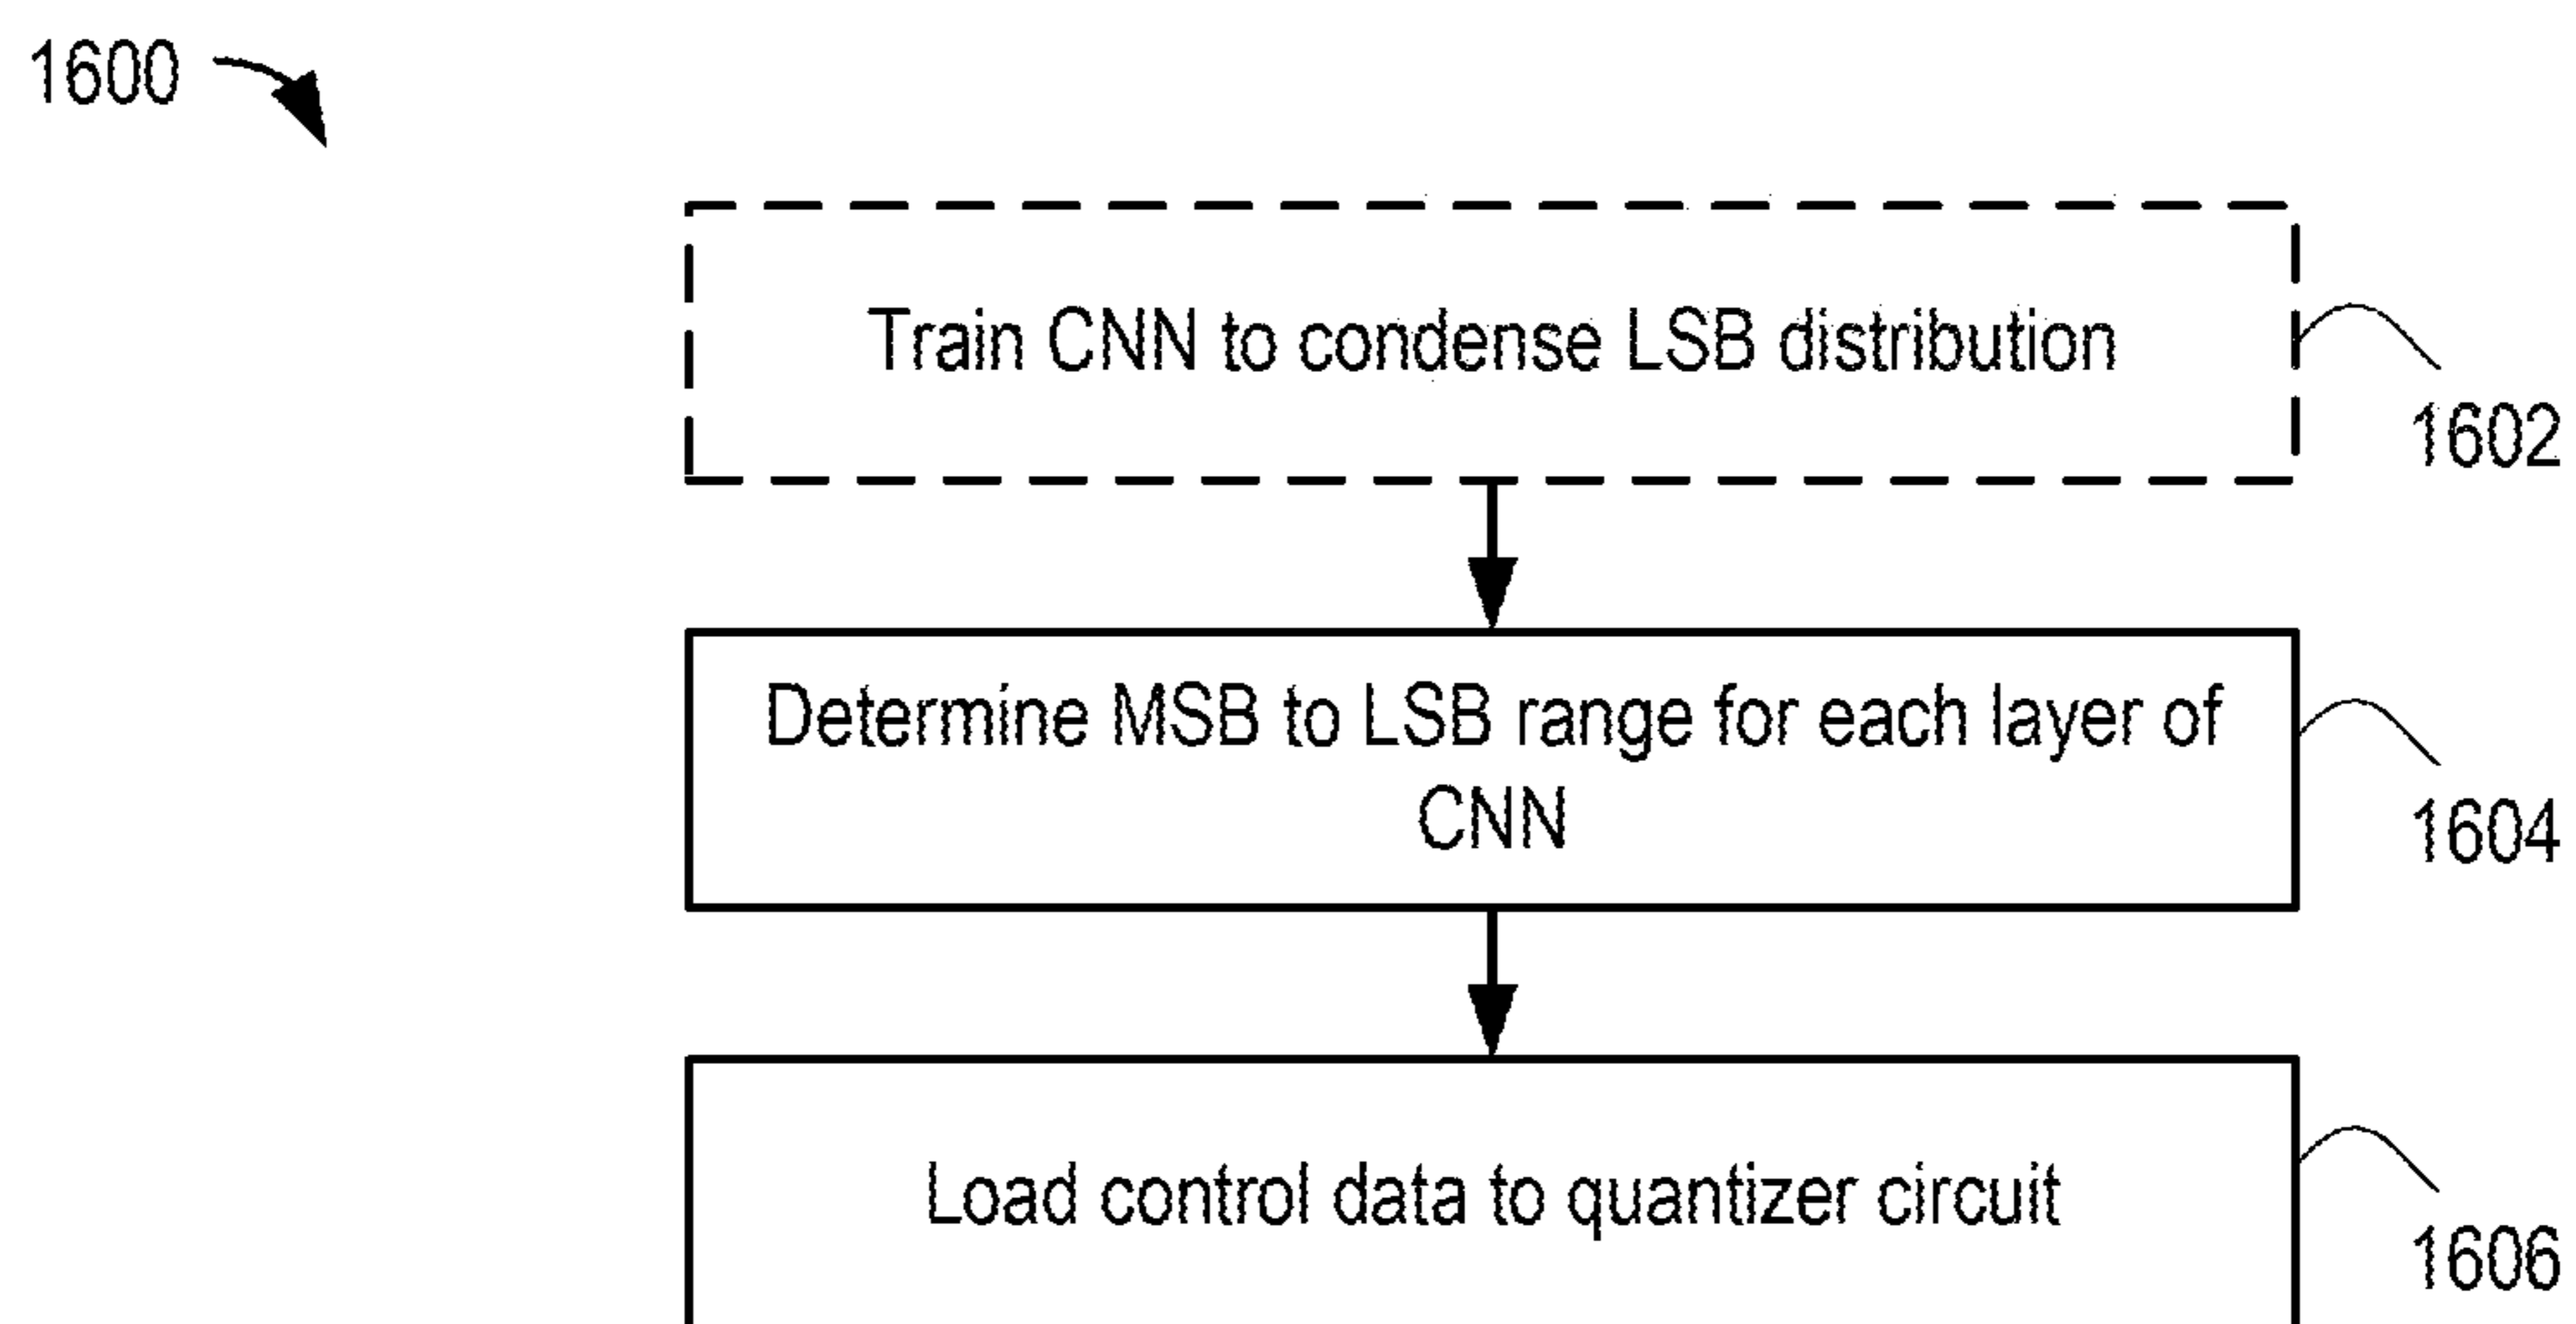 1600
Train CNN to condense LSB distribution
1602
Determine MSB to LSB range for each layer of
CNN
1604
Load control data to quantizer circuit
1606